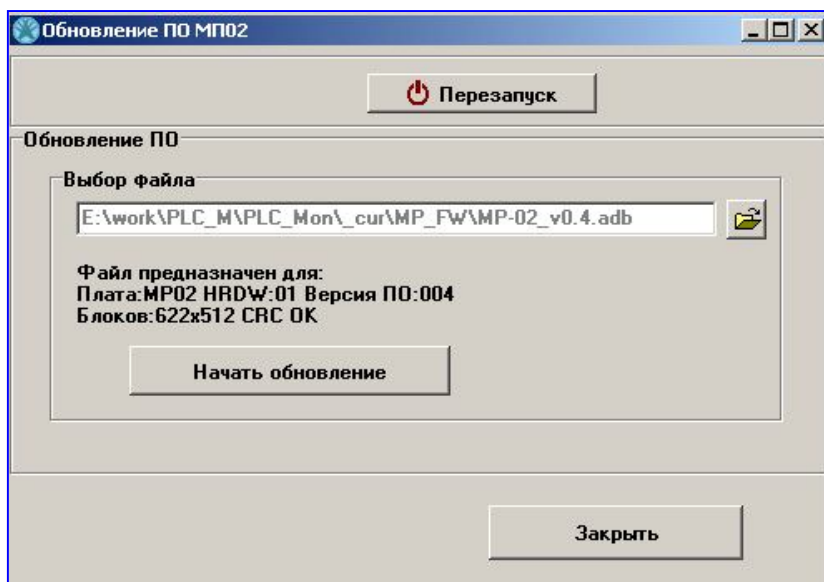 Обновление ПО МП02
Перезапуск
Обновление ПО
Выбор файла
E:\work\PLC_M\PLC_Mon\_cur\MP_FW\MP-02_v0.4.adb
Файл предназначен для:
Плата:МР02 HRDW:01 Версия ПО:004
Блоков:622x512 CRC OK
Начать обновление
Закрыть